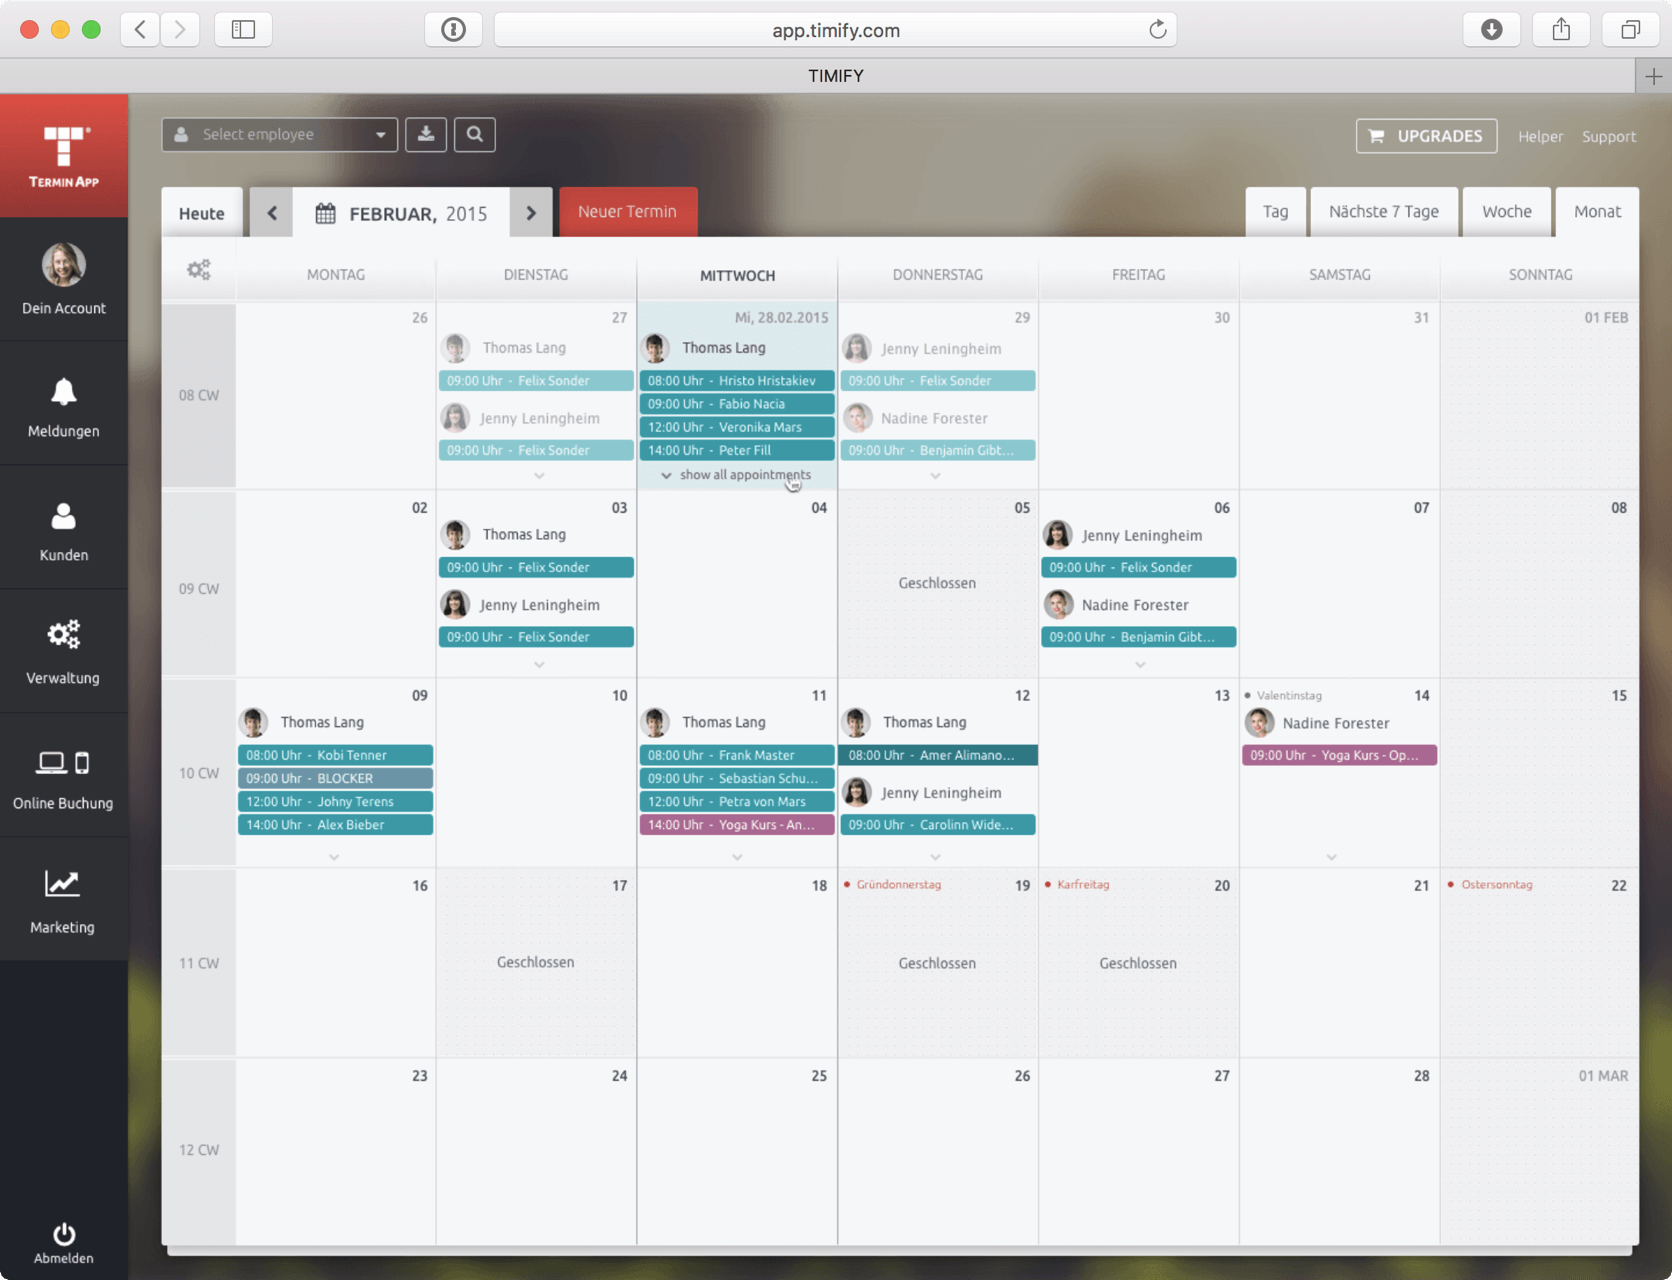 app.timify.com
TIMIFY
TERMINAPP
Dein Account
Meldungen
Kunden
Verwaltung
Online Buchung
Marketing
Abmelden
Select employee
UPGRADES
Helper
Support
Heute
FEBRUAR, 2015
Neuer Termin
Tag
Nächste 7 Tage
Woche
Monat
MONTAG
DIENSTAG
MITTWOCH
DONNERSTAG
FREITAG
SAMSTAG
SONNTAG
08 CW
26
27
Thomas Lang
09:00 Uhr - Felix Sonder
Jenny Leningheim
09:00 Uhr - Felix Sonder
Mi, 28.02.2015
Thomas Lang
08:00 Uhr - Hristo Hristakiev
09:00 Uhr - Fabio Nacia
12:00 Uhr - Veronika Mars
14:00 Uhr - Peter Fill
show all appointments
29
Jenny Leningheim
09:00 Uhr - Felix Sonder
Nadine Forester
09:00 Uhr - Benjamin Gibt...
30
31
01 FEB
09 CW
02
03
Thomas Lang
09:00 Uhr - Felix Sonder
Jenny Leningheim
09:00 Uhr - Felix Sonder
04
05
Geschlossen
06
Jenny Leningheim
09:00 Uhr - Felix Sonder
Nadine Forester
09:00 Uhr - Benjamin Gibt...
07
08
10 CW
09
Thomas Lang
08:00 Uhr - Kobi Tenner
09:00 Uhr - BLOCKER
12:00 Uhr - Johny Terens
14:00 Uhr - Alex Bieber
10
11
Thomas Lang
08:00 Uhr - Frank Master
09:00 Uhr - Sebastian Schu...
12:00 Uhr - Petra von Mars
14:00 Uhr - Yoga Kurs - An...
12
Thomas Lang
08:00 Uhr - Amer Alimano...
Jenny Leningheim
09:00 Uhr - Carolinn Wide...
13
Valentinstag 14
Nadine Forester
09:00 Uhr - Yoga Kurs - Op...
15
11 CW
16
17
Geschlossen
18
Gründonnerstag 19
Geschlossen
Karfreitag 20
Geschlossen
21
Ostersonntag 22
12 CW
23
24
25
26
27
28
01 MAR